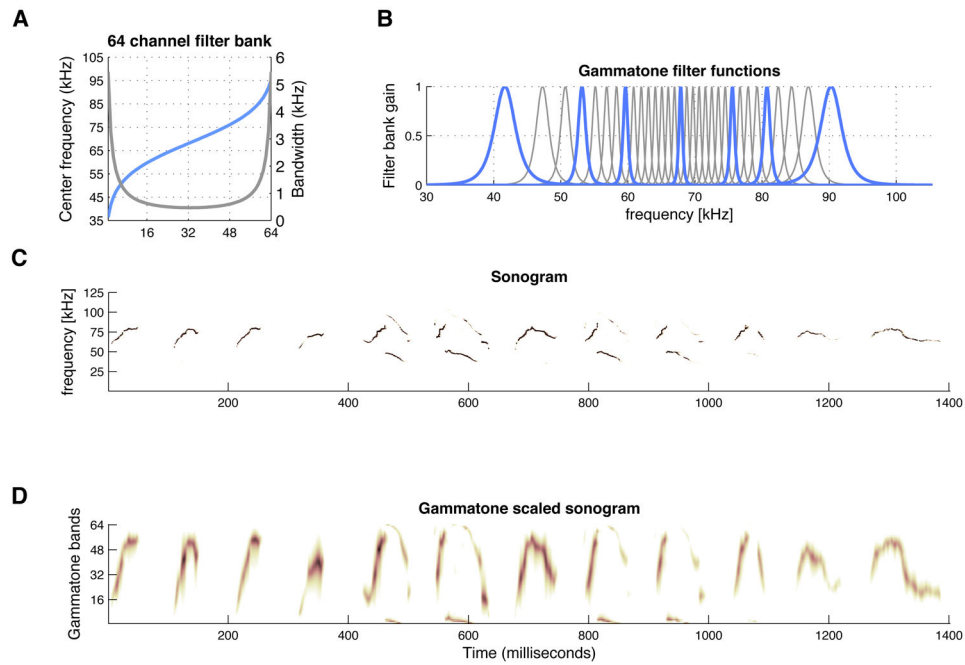 A
64 channel filter bank
105
95
85
75
65
55
45
35
Center frequency (kHz)
6
5
4
3
2
1
0
Bandwidth (kHz)
16 32 48 64
B
Gammatone filter functions
1
0.5
0
Filter bank gain
30 40 50 60 70 80 90 100
frequency [kHz]
C
Sonogram
125
100
75
50
25
frequency [kHz]
200 400 600 800 1000 1200 1400
D
Gammatone scaled sonogram
64
48
32
16
Gammatone bands
200 400 600 800 1000 1200 1400
Time (milliseconds)